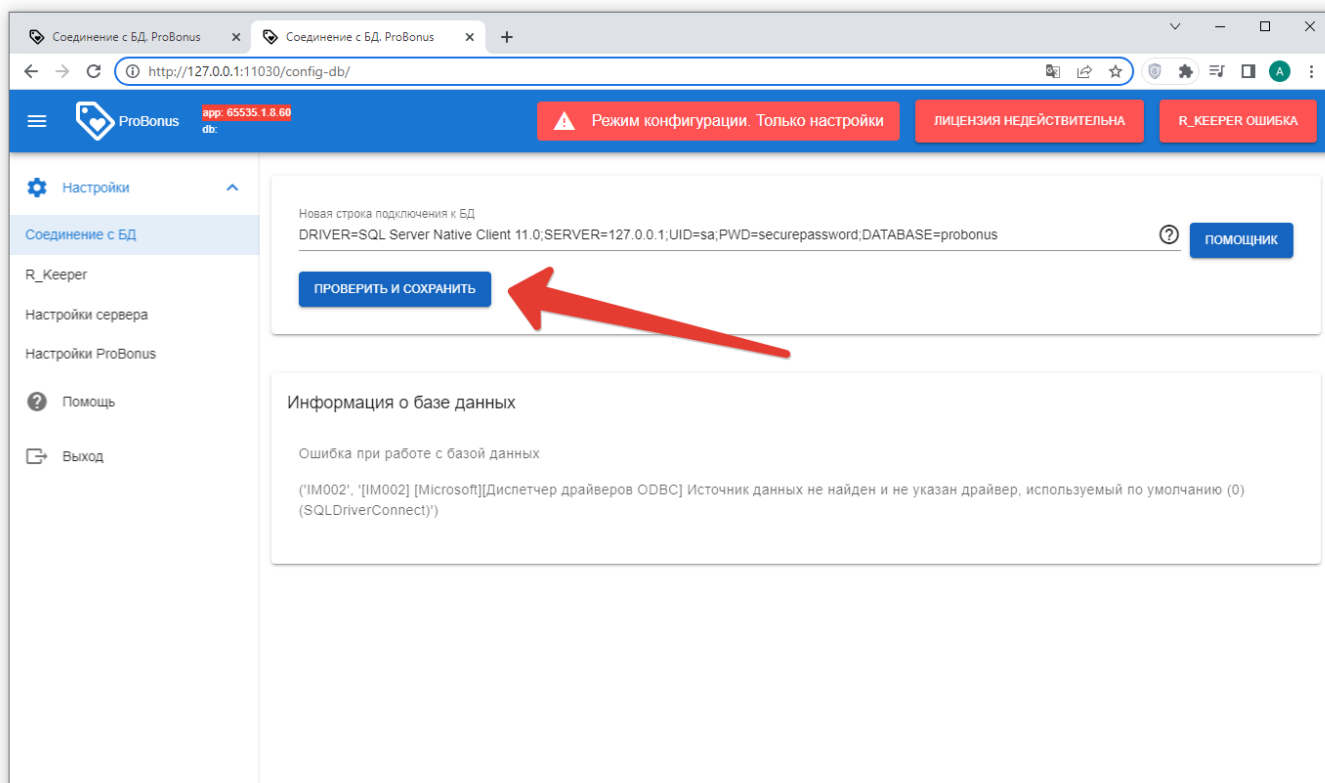 Соединение с БД. ProBonus
Соединение с БД. ProBonus
http://127.0.0.1:11030/config-db/
A
ProBonus
app: 65535.1.8.60
db:
Режим конфигурации. Только настройки
ЛИЦЕНЗИЯ НЕДЕЙСТВИТЕЛЬНА
R_KEEPER ОШИБКА
Настройки
Соединение с БД
R_Keeper
Настройки сервера
Настройки ProBonus
Помощь
Выход
Новая строка подключения к БД
DRIVER=SQL Server Native Client 11.0;SERVER=127.0.0.1;UID=sa;PWD=securepassword;DATABASE=probonus
ПОМОЩНИК
ПРОВЕРИТЬ И СОХРАНИТЬ
Информация о базе данных
Ошибка при работе с базой данных
('IM002', '[IM002] [Microsoft][Диспетчер драйверов ODBC] Источник данных не найден и не указан драйвер, используемый по умолчанию (0)
(SQLDriverConnect)')